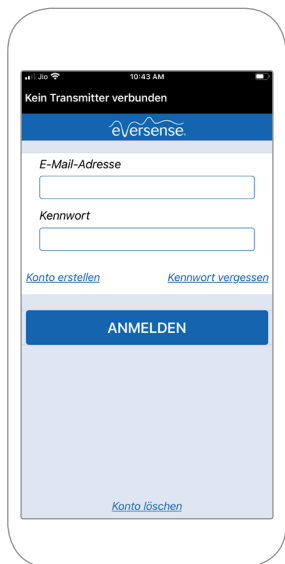 Jio 10:43 AM
Kein Transmitter verbunden
eversense.
E-Mail-Adresse
Kennwort
Konto erstellen Kennwort vergessen
ANMELDEN
Konto löschen